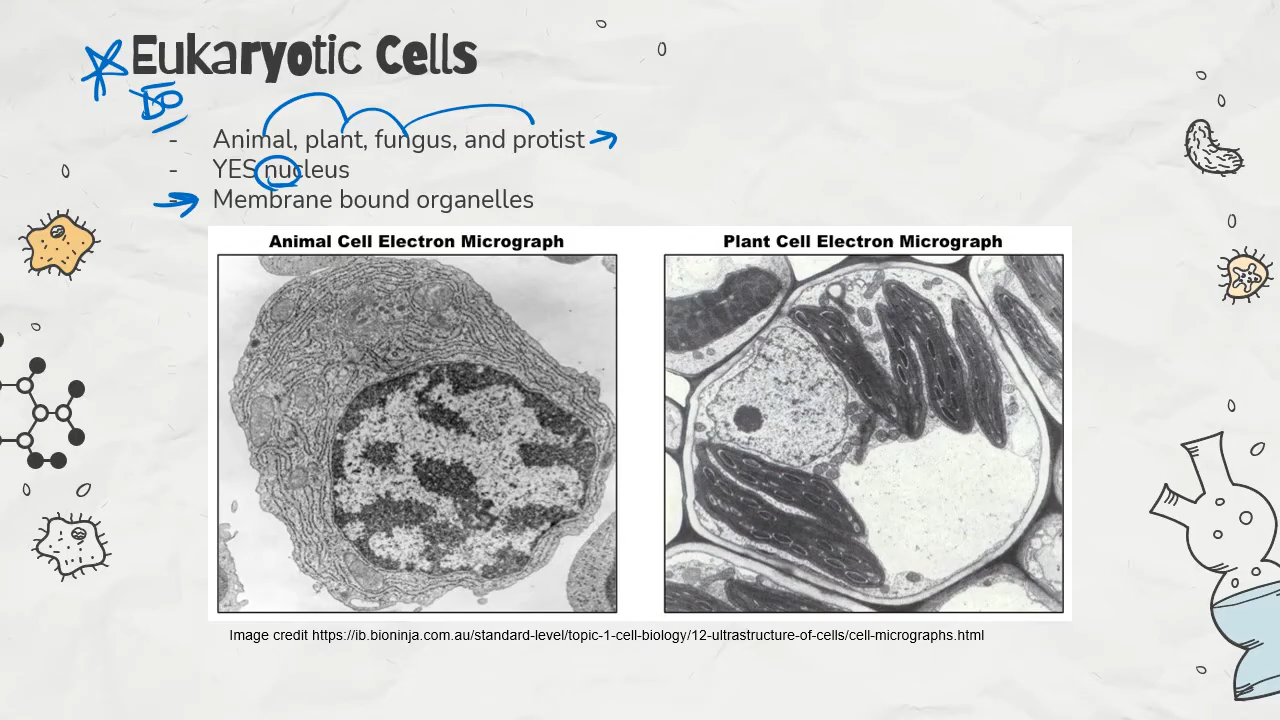 Eukaryotic Cells
- Animal, plant, fungus, and protist
- YES nucleus
- Membrane bound organelles
Animal Cell Electron Micrograph
Plant Cell Electron Micrograph
Image credit https://ib.bioninja.com.au/standard-level/topic-1-cell-biology/12-ultrastructure-of-cells/cell-micrographs.html